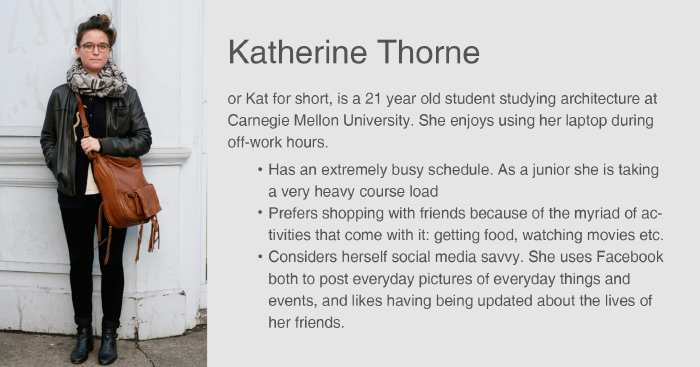 Katherine Thorne
or Kat for short, is a 21 year old student studying architecture at
Carnegie Mellon University. She enjoys using her laptop during
off-work hours.
• Has an extremely busy schedule. As a junior she is taking
a very heavy course load
• Prefers shopping with friends because of the myriad of ac-
tivities that come with it: getting food, watching movies etc.
• Considers herself social media savvy. She uses Facebook
both to post everyday pictures of everyday things and
events, and likes having being updated about the lives of
her friends.